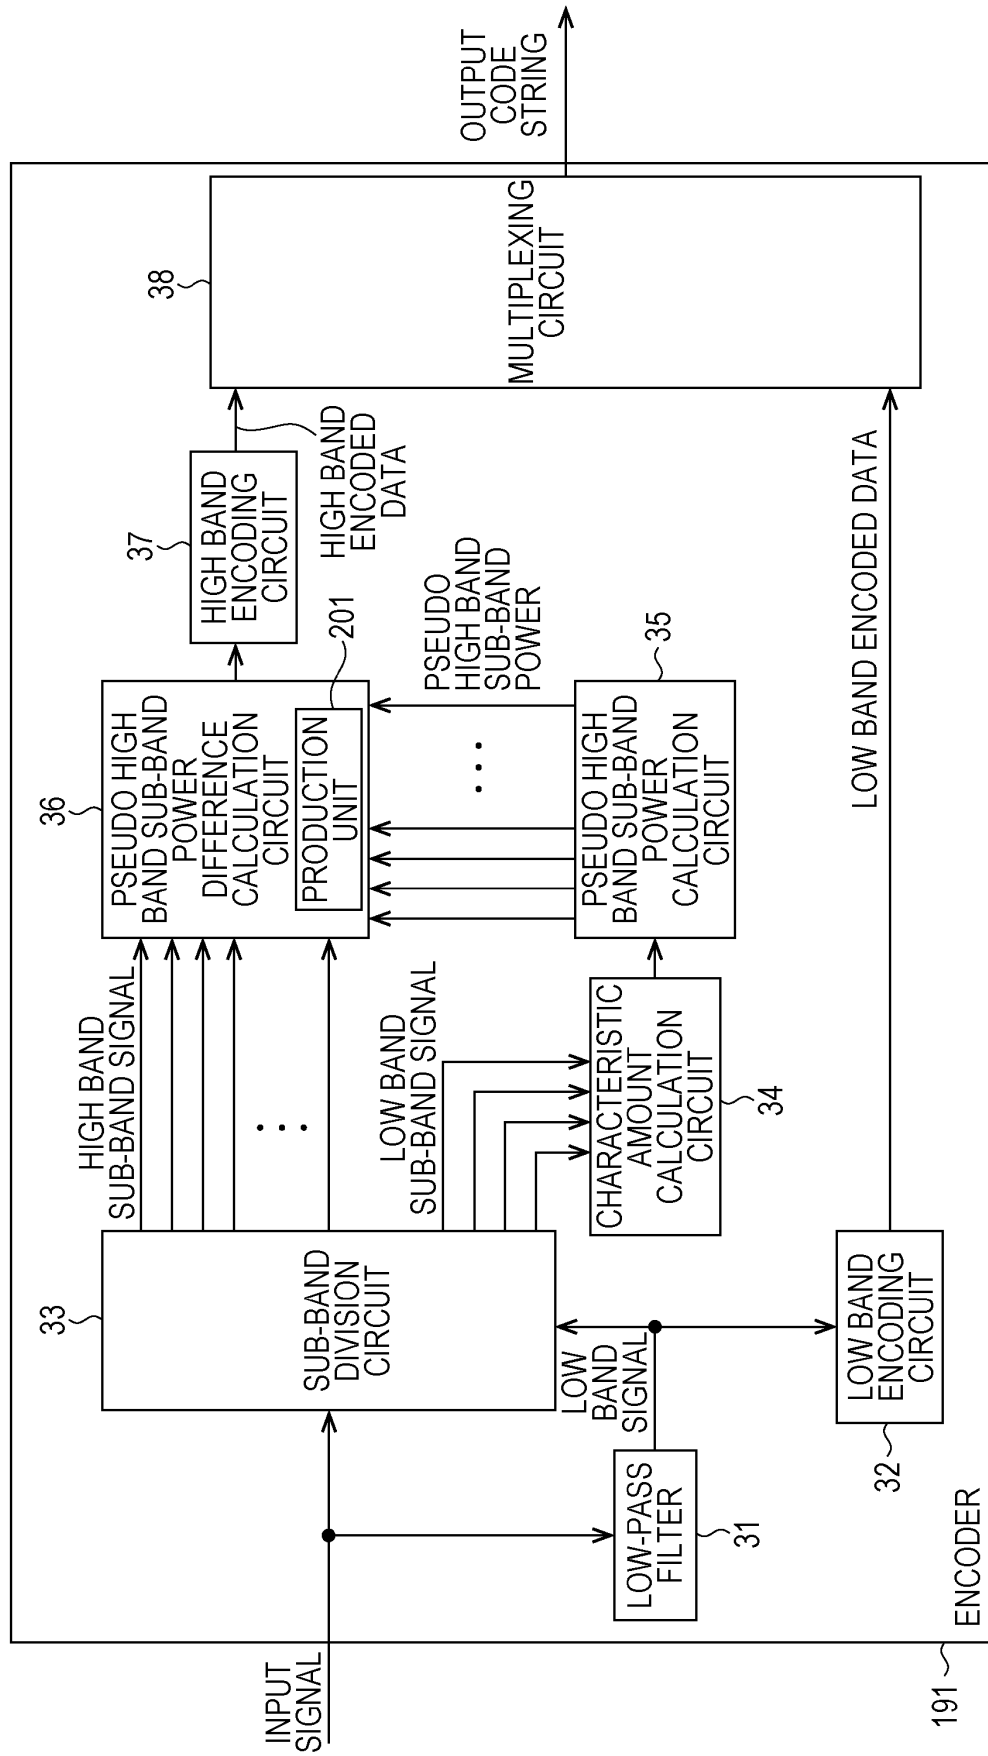 INPUT
SIGNAL
191
ENCODER
33
SUB-BAND
DIVISION
CIRCUIT
LOW-PASS
FILTER
31
LOW
BAND
SIGNAL
LOW BAND
ENCODING
CIRCUIT
32
HIGH BAND
SUB-BAND SIGNAL
LOW BAND
SUB-BAND SIGNAL
CHARACTERISTIC
AMOUNT
CALCULATION
CIRCUIT
34
36
PSEUDO HIGH
BAND SUB-BAND
POWER
DIFFERENCE
CALCULATION
CIRCUIT
PRODUCTION
UNIT
201
PSEUDO
HIGH BAND
SUB-BAND
POWER
PSEUDO HIGH
BAND SUB-BAND
POWER
CALCULATION
CIRCUIT
35
37
HIGH BAND
ENCODING
CIRCUIT
HIGH BAND
ENCODED
DATA
LOW BAND ENCODED DATA
38
MULTIPLEXING
CIRCUIT
OUTPUT
CODE
STRING